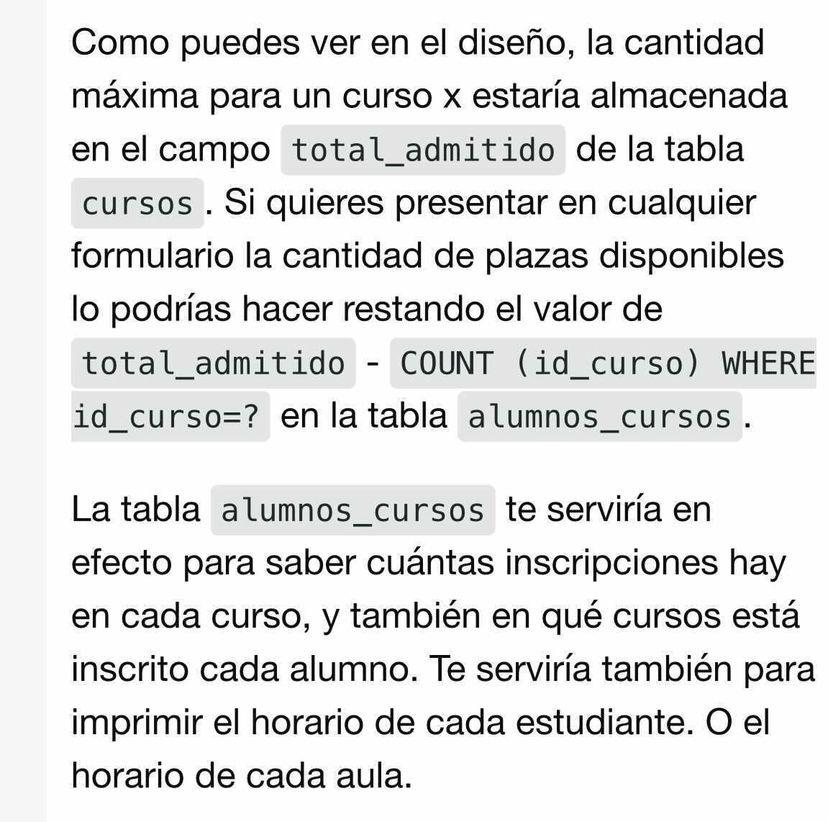 Como puedes ver en el diseño, la cantidad
máxima para un curso x estaría almacenada
en el campo total_admitido de la tabla
cursos. Si quieres presentar en cualquier
formulario la cantidad de plazas disponibles
lo podrías hacer restando el valor de
total_admitido - COUNT (id_curso) WHERE
id_curso=? en la tabla alumnos_cursos.
La tabla alumnos_cursos te serviría en
efecto para saber cuántas inscripciones hay
en cada curso, y también en qué cursos está
inscrito cada alumno. Te serviría también para
imprimir el horario de cada estudiante. O el
horario de cada aula.